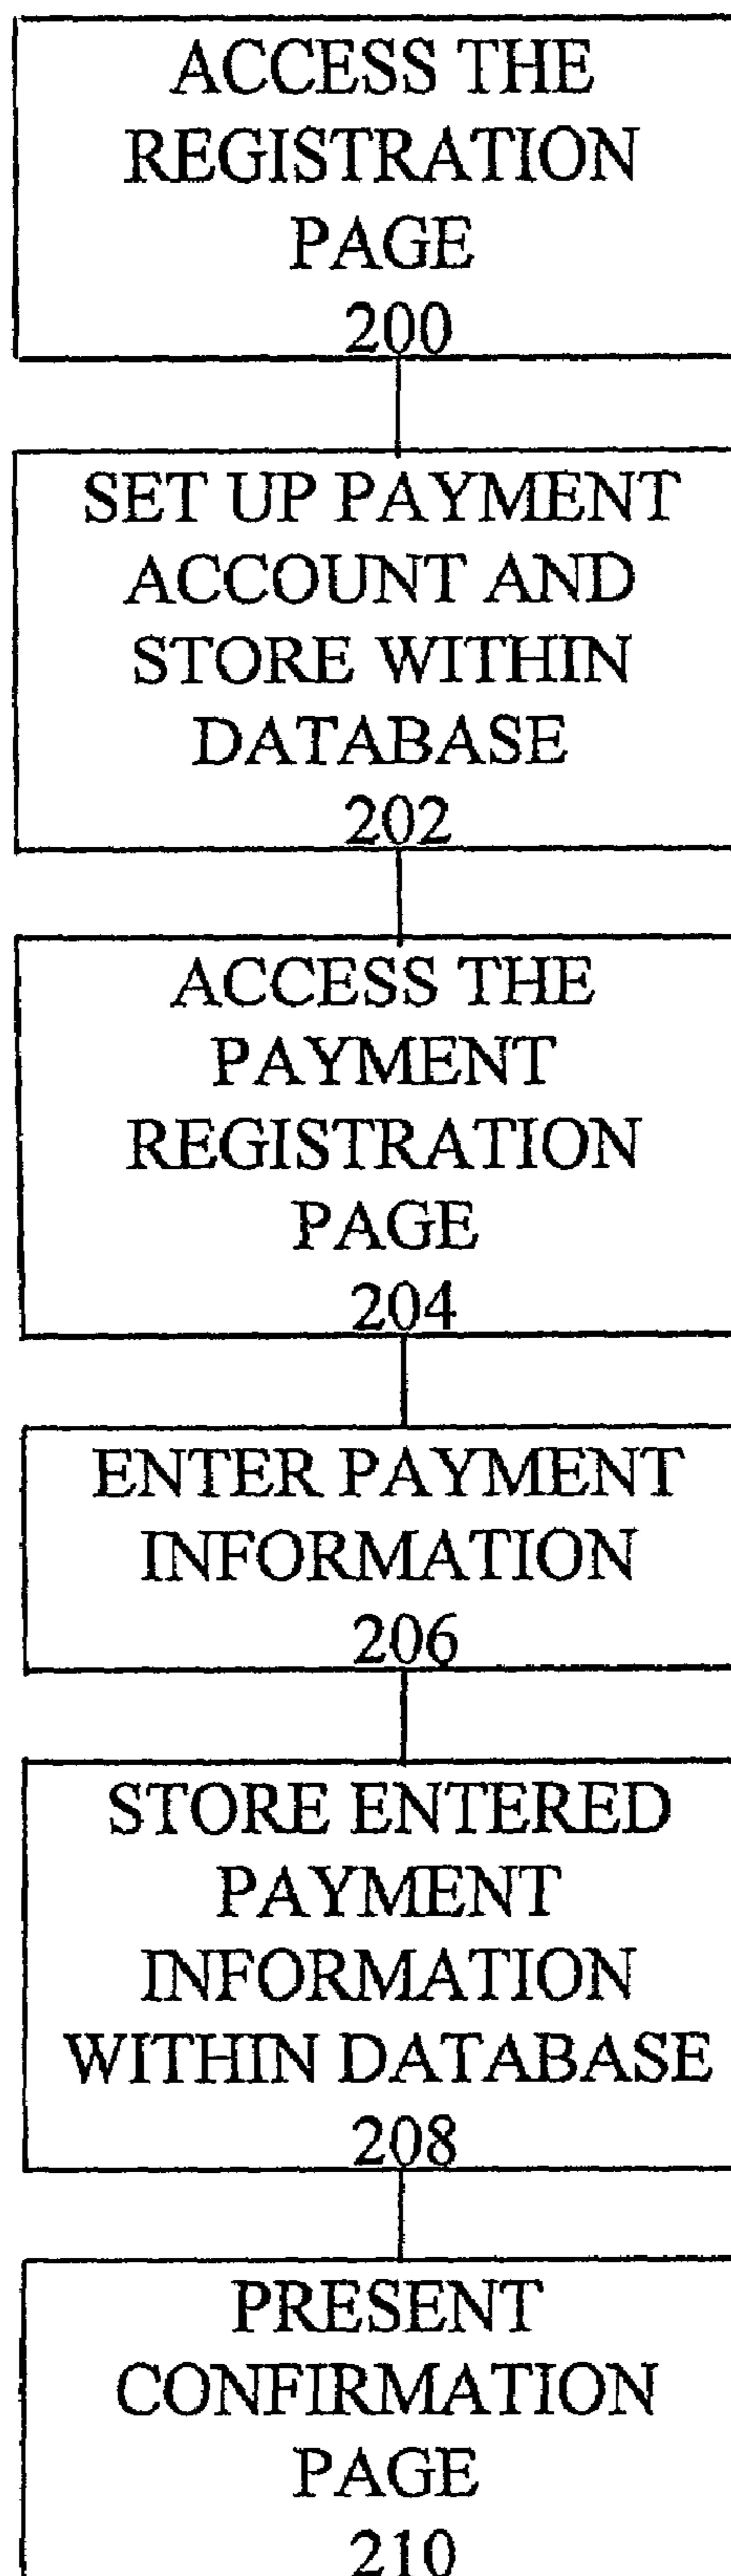 ACCESS THE
REGISTRATION
PAGE
200
SET UP PAYMENT
ACCOUNT AND
STORE WITHIN
DATABASE
202
ACCESS THE
PAYMENT
REGISTRATION
PAGE
204
ENTER PAYMENT
INFORMATION
206
STORE ENTERED
PAYMENT
INFORMATION
WITHIN DATABASE
208
PRESENT
CONFIRMATION
PAGE
210